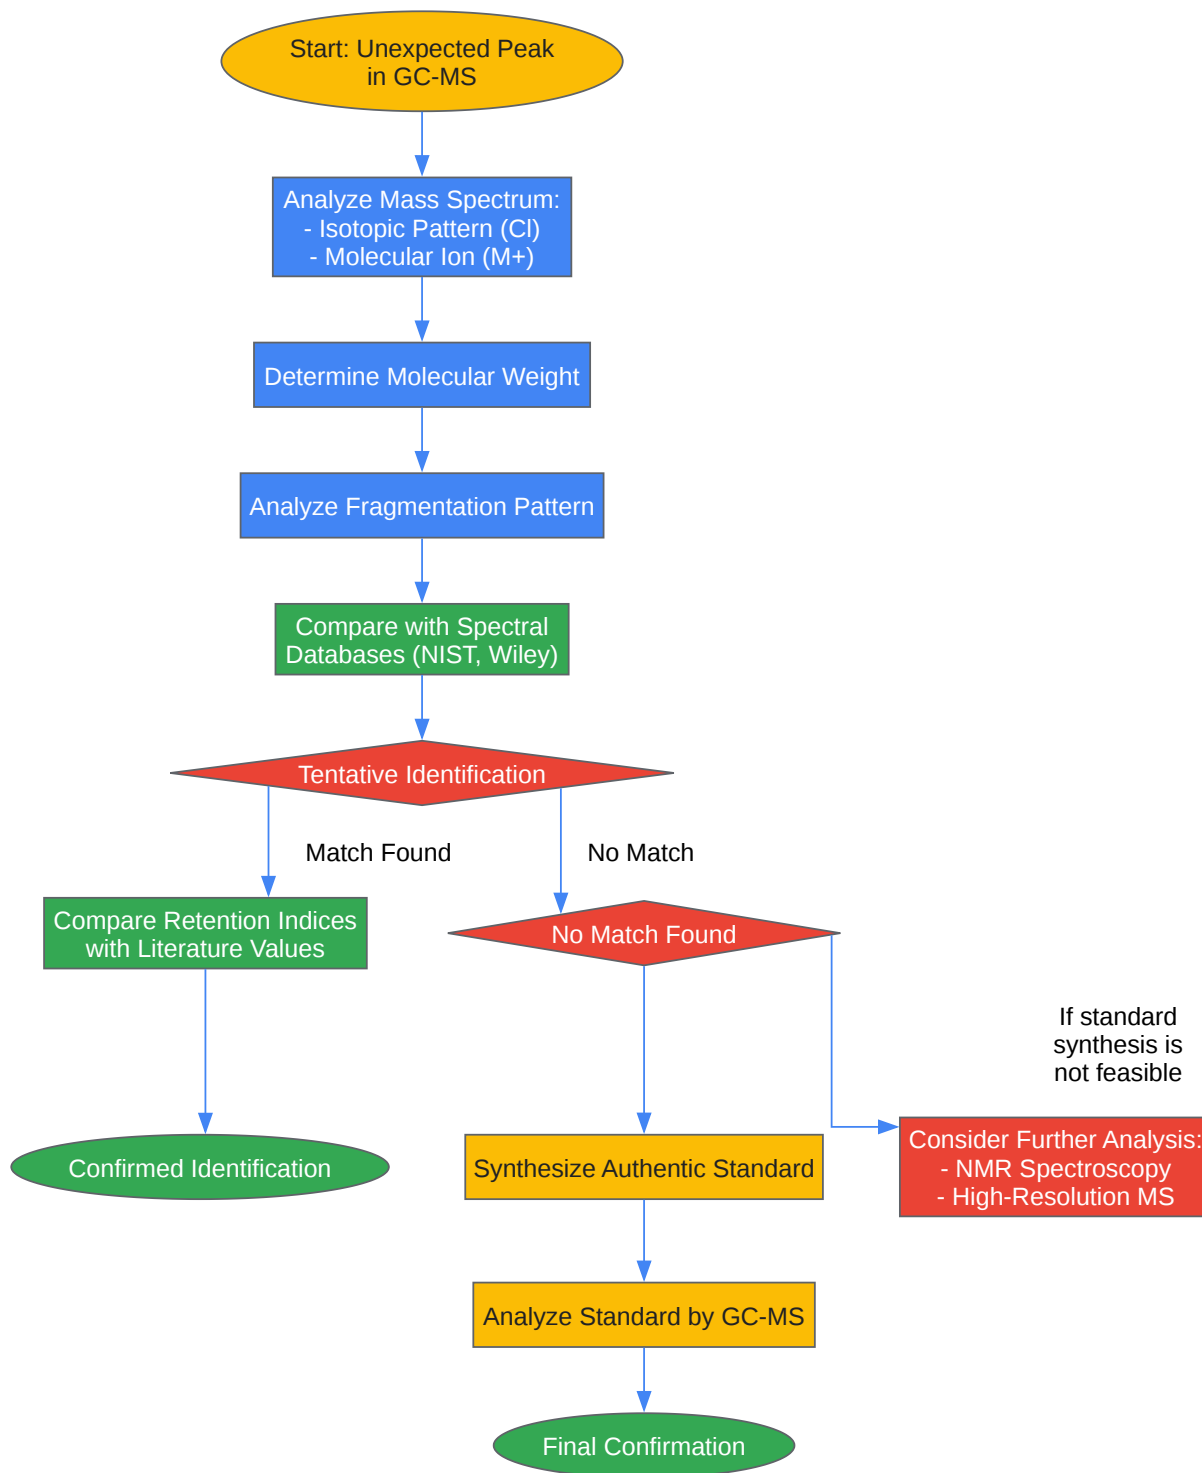 Start: Unexpected Peak
in GC-MS
Analyze Mass Spectrum:
- Isotopic Pattern (Cl)
- Molecular Ion (M+)
Determine Molecular Weight
Analyze Fragmentation Pattern
Compare with Spectral
Databases (NIST, Wiley)
Tentative Identification
Match Found
No Match
Compare Retention Indices
with Literature Values
No Match Found
If standard
synthesis is
not feasible
Confirmed Identification
Synthesize Authentic Standard
Consider Further Analysis:
- NMR Spectroscopy
- High-Resolution MS
Analyze Standard by GC-MS
Final Confirmation